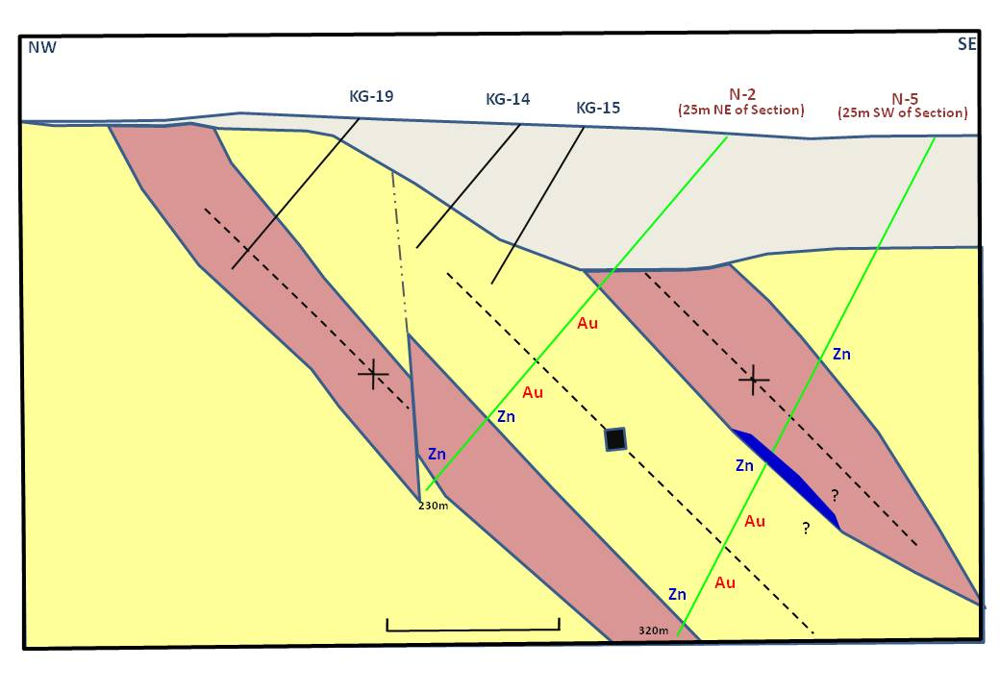 NW
SE
KG-19
KG-14
KG-15
N-2
(25m NE of Section)
N-5
(25m SW of Section)
Au
Zn
Au
Zn
Zn
Zn
?
230m
Au
?
Au
Zn
320m